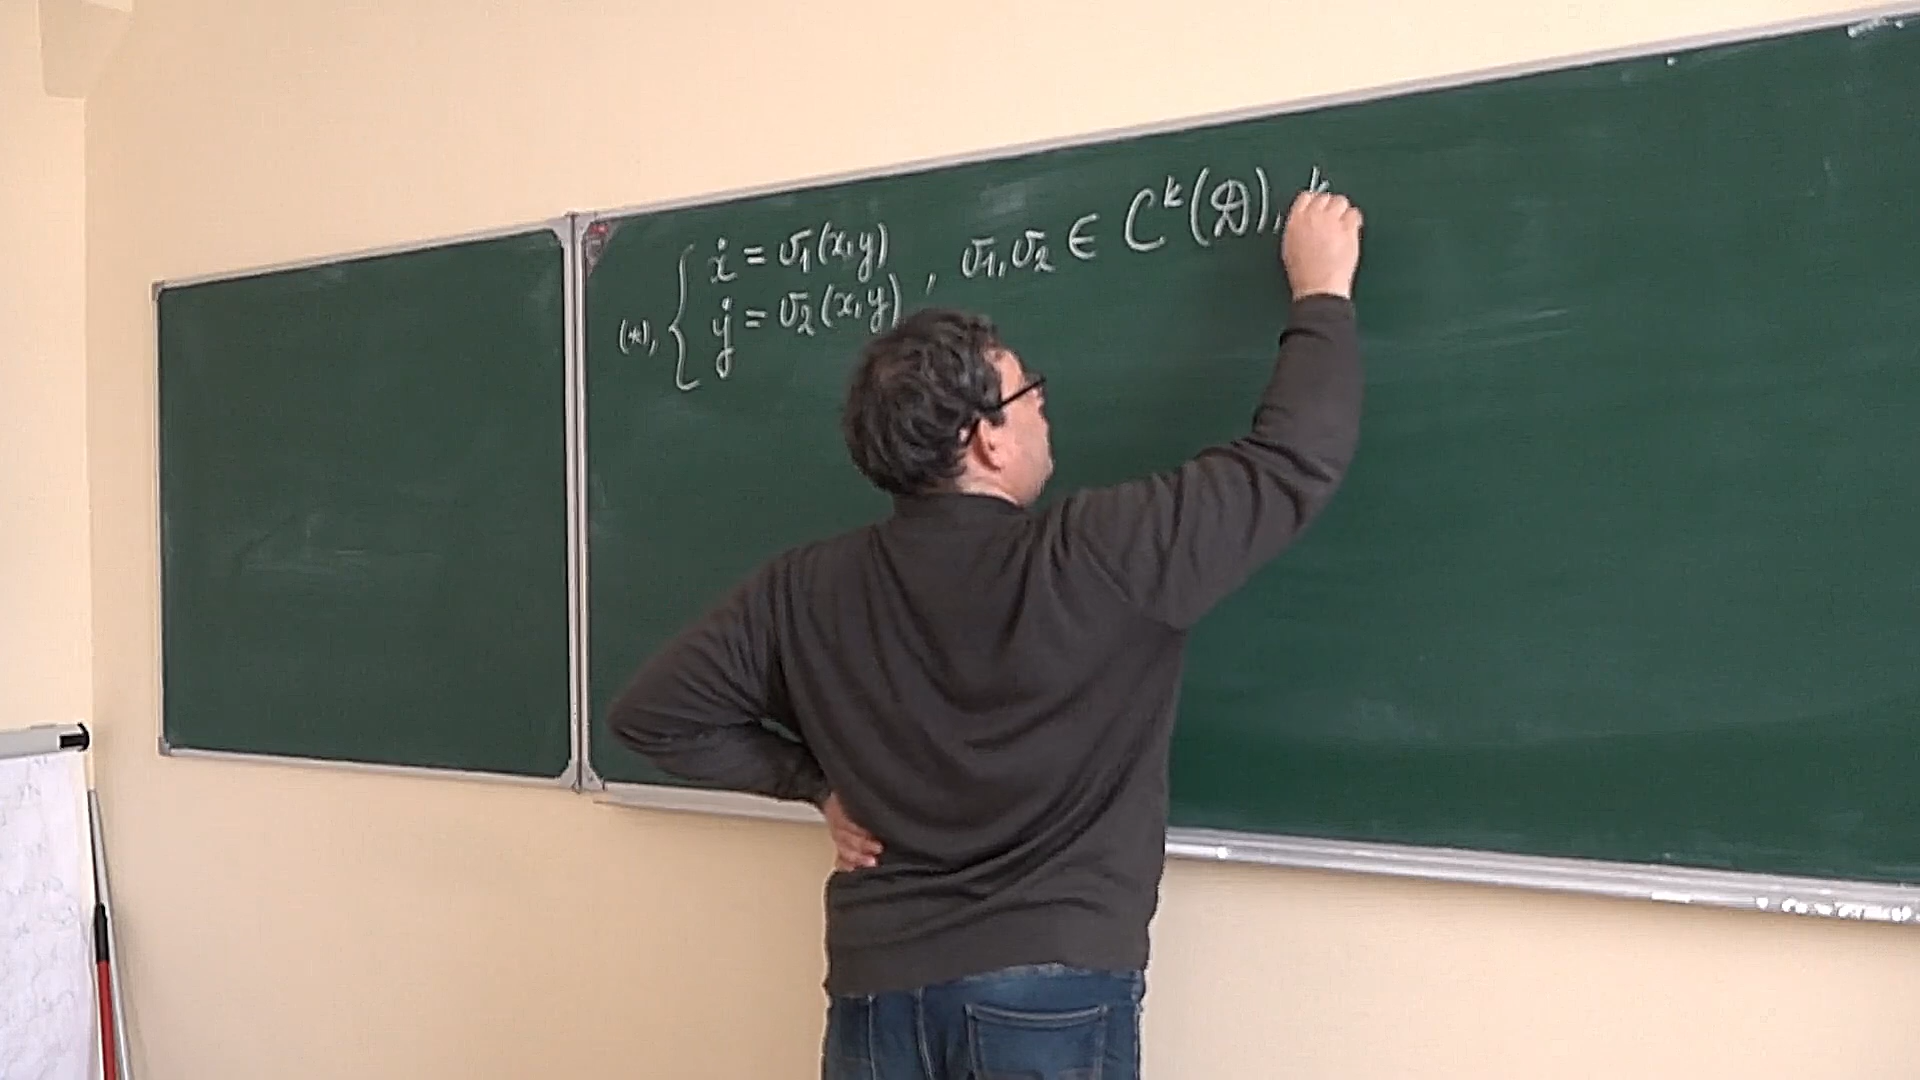 (*), { ẋ = v₁(x,y)
ẏ = v₂(x,y) , v₁, v₂ ∈ C^k(𝒟), k